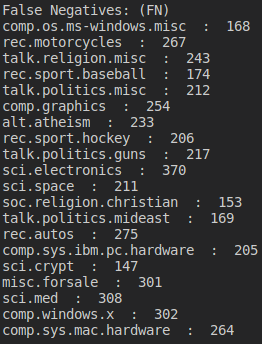 False Negatives: (FN)
comp.os.ms-windows.misc  :  168
rec.motorcycles  :  267
talk.religion.misc  :  243
rec.sport.baseball  :  174
talk.politics.misc  :  212
comp.graphics  :  254
alt.atheism  :  233
rec.sport.hockey  :  206
talk.politics.guns  :  217
sci.electronics  :  370
sci.space  :  211
soc.religion.christian  :  153
talk.politics.mideast  :  169
rec.autos  :  275
comp.sys.ibm.pc.hardware  :  205
sci.crypt  :  147
misc.forsale  :  301
sci.med  :  308
comp.windows.x  :  302
comp.sys.mac.hardware  :  264